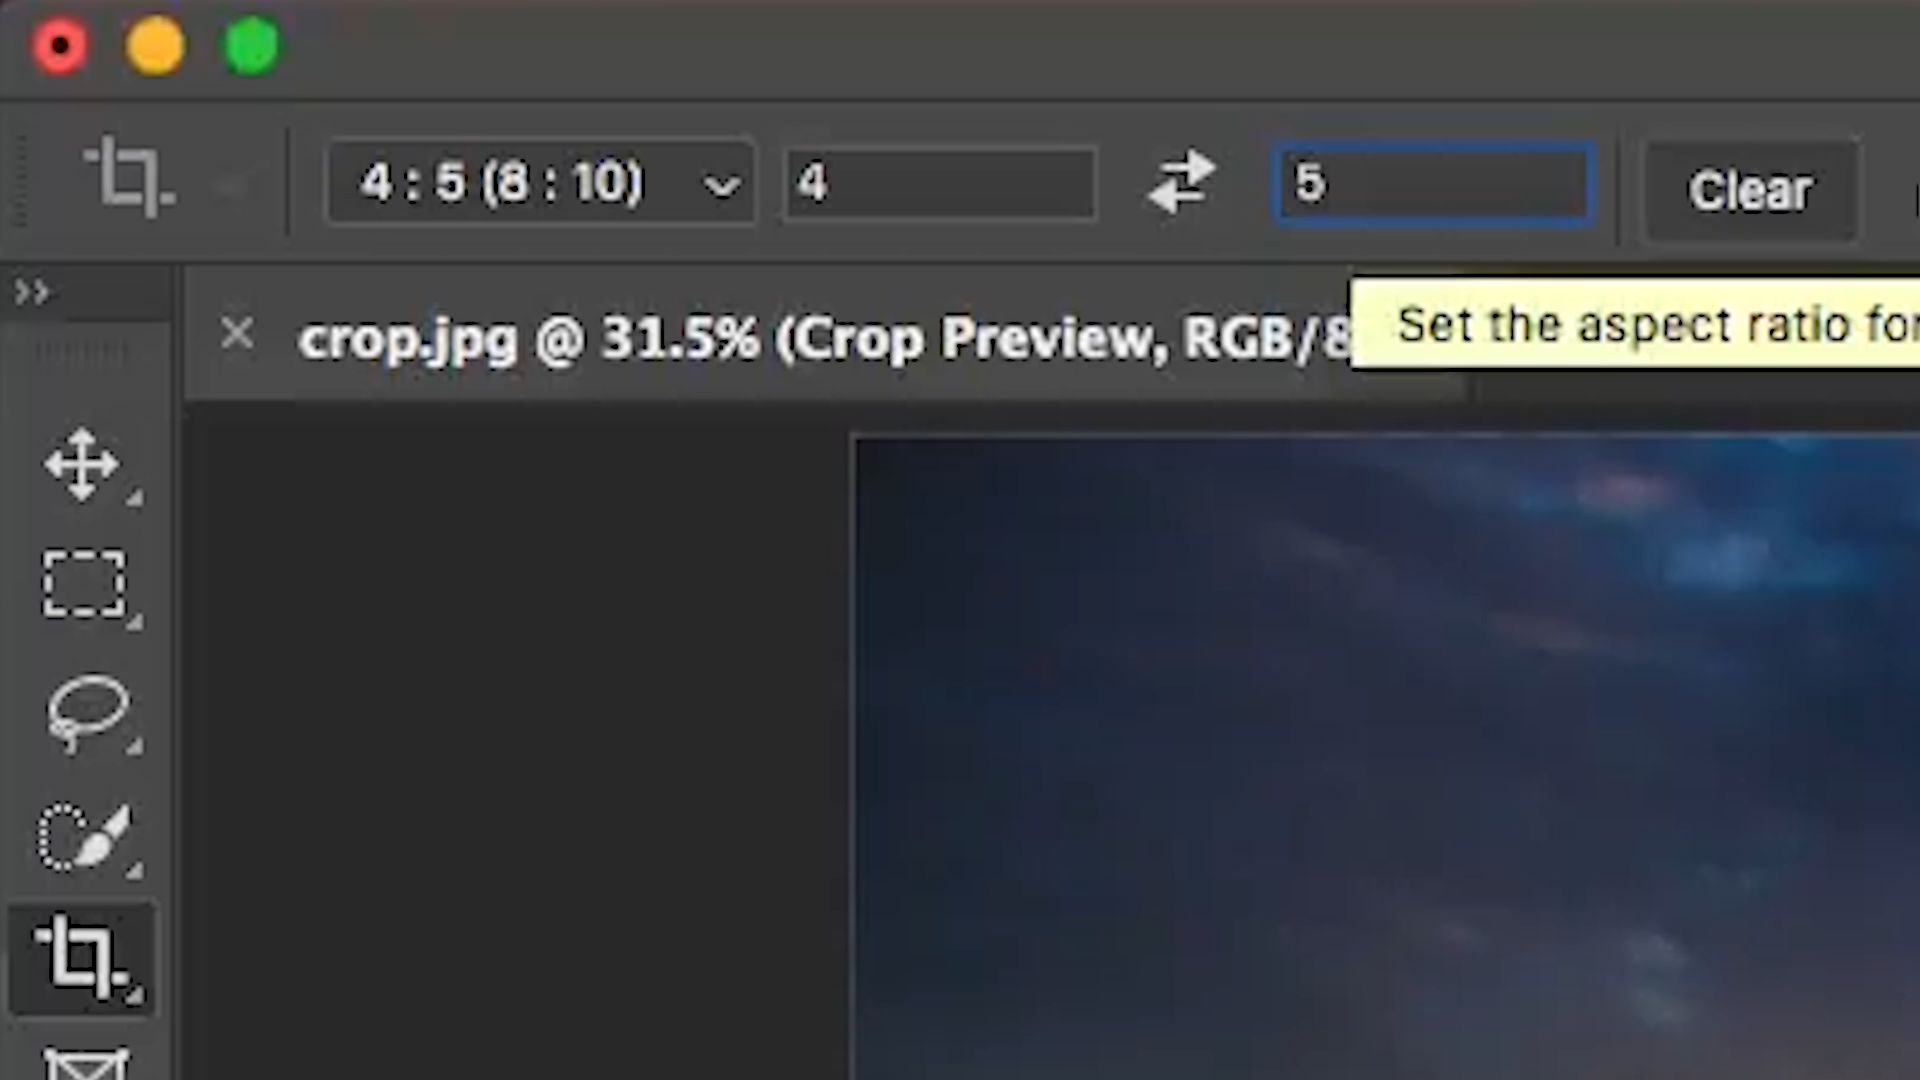 4 : 5 (8 : 10) 4 5 Clear
crop.jpg @ 31.5% (Crop Preview, RGB/8
Set the aspect ratio for